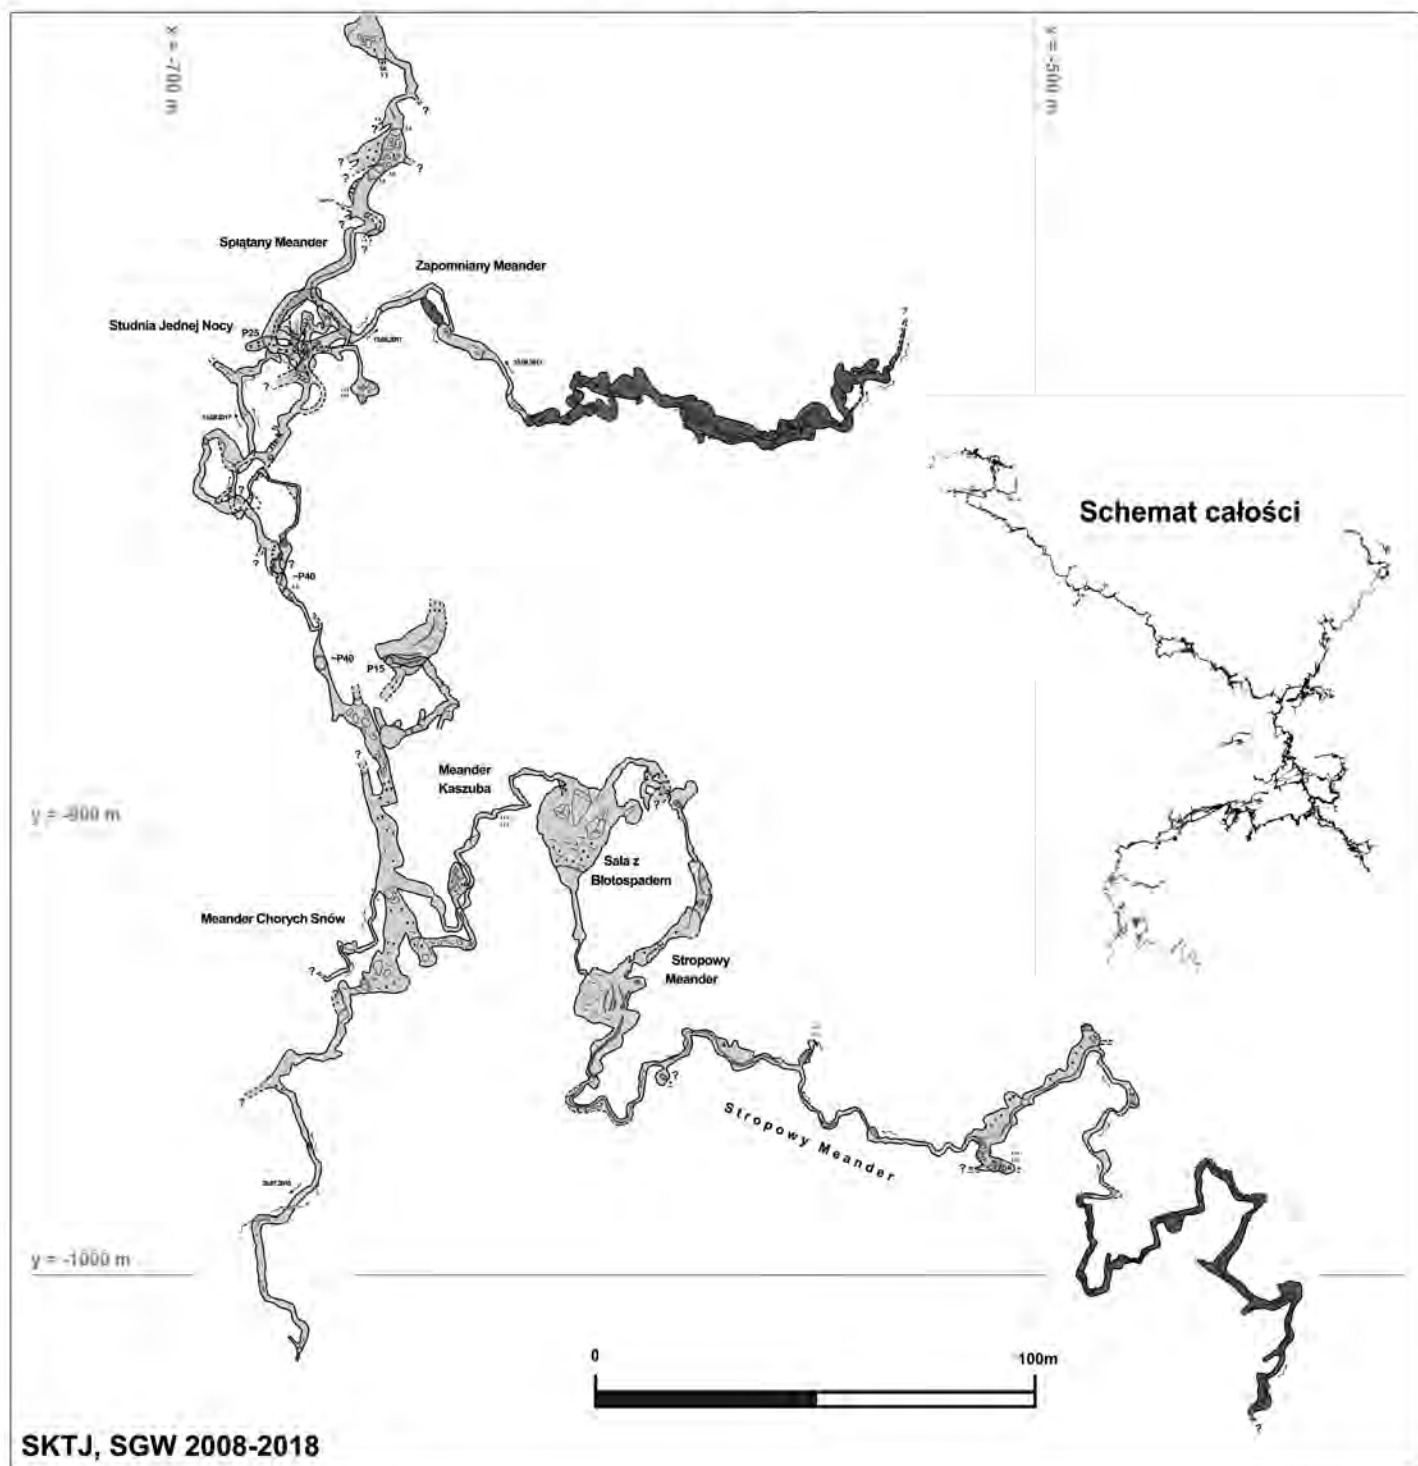 x = -700 m
x = -500 m
Splątany Meander
Zapomniany Meander
Studnia Jednej Nocy
P25
Schemat całości
~P40
~P40
P15
Meander
Kaszuba
y = -900 m
Sala z
Błotospadem
Meander Chorych Snów
Stropowy
Meander
Stropowy Meander
y = -1000 m
0
100m
SKTJ, SGW 2008-2018